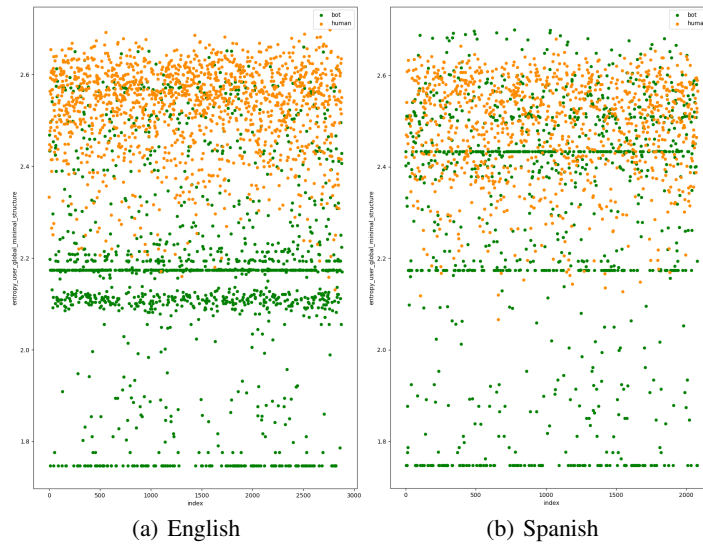 bot
human
2.6
2.4
2.2
2.0
1.8
entropy_user_global_minimal_structure
0
500
1000
1500
2000
2500
3000
index
(a) English
bot
human
2.6
2.4
2.2
2.0
1.8
entropy_user_global_minimal_structure
0
500
1000
1500
2000
index
(b) Spanish